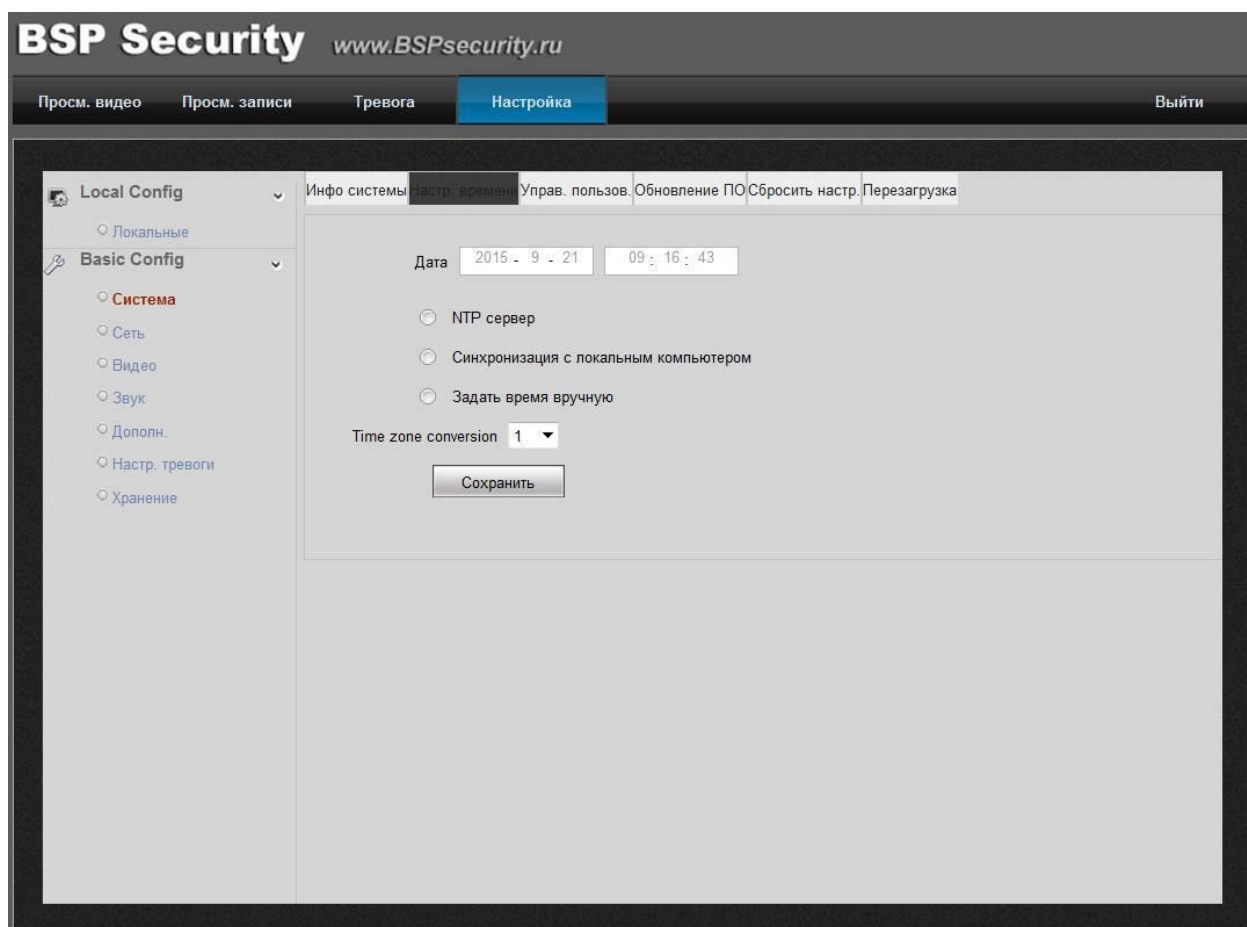 BSP Security www.BSPsecurity.ru
Просм. видео Просм. записи Тревога Настройка Выйти
Local Config
Локальные
Basic Config
Система
Сеть
Видео
Звук
Дополн.
Настр. тревоги
Хранение
Инфо системы Настр. времени Управ. пользов. Обновление ПО Сбросить настр. Перезагрузка
Дата 2015 - 9 - 21 09 : 16 : 43
NTP сервер
Синхронизация с локальным компьютером
Задать время вручную
Time zone conversion 1
Сохранить